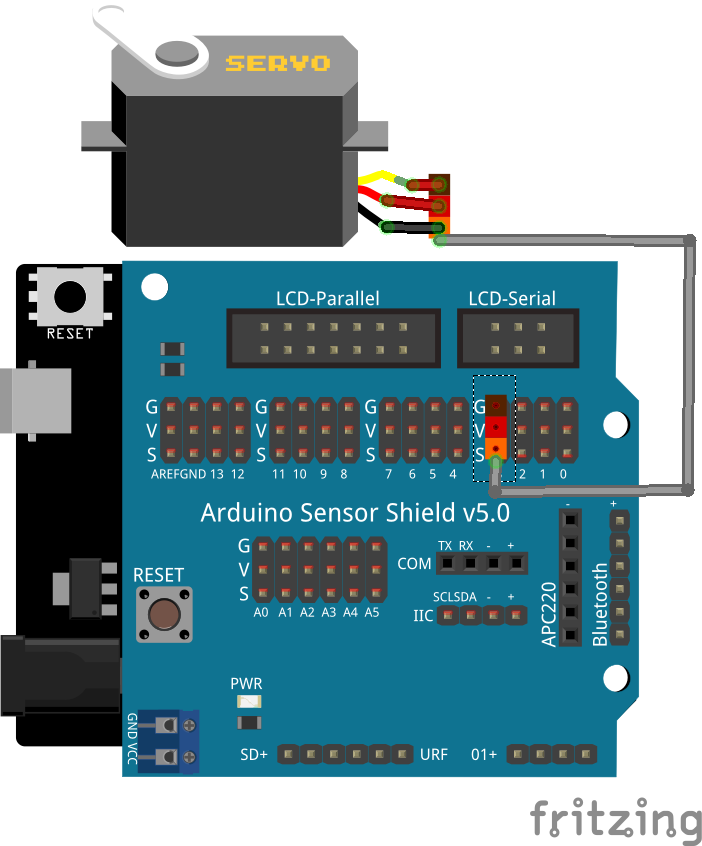 SERVO
RESET
LCD-Parallel LCD-Serial
G G G G
V V V V
S S S S
AREFGND 13 12 11 10 9 8 7 6 5 4 2 1 0
Arduino Sensor Shield v5.0
- +
G
V
S
A0 A1 A2 A3 A4 A5
TX RX - +
COM
SCLSDA - +
IIC
APC220
Bluetooth
RESET
PWR
GND VCC
SD+ URF 01+
fritzing